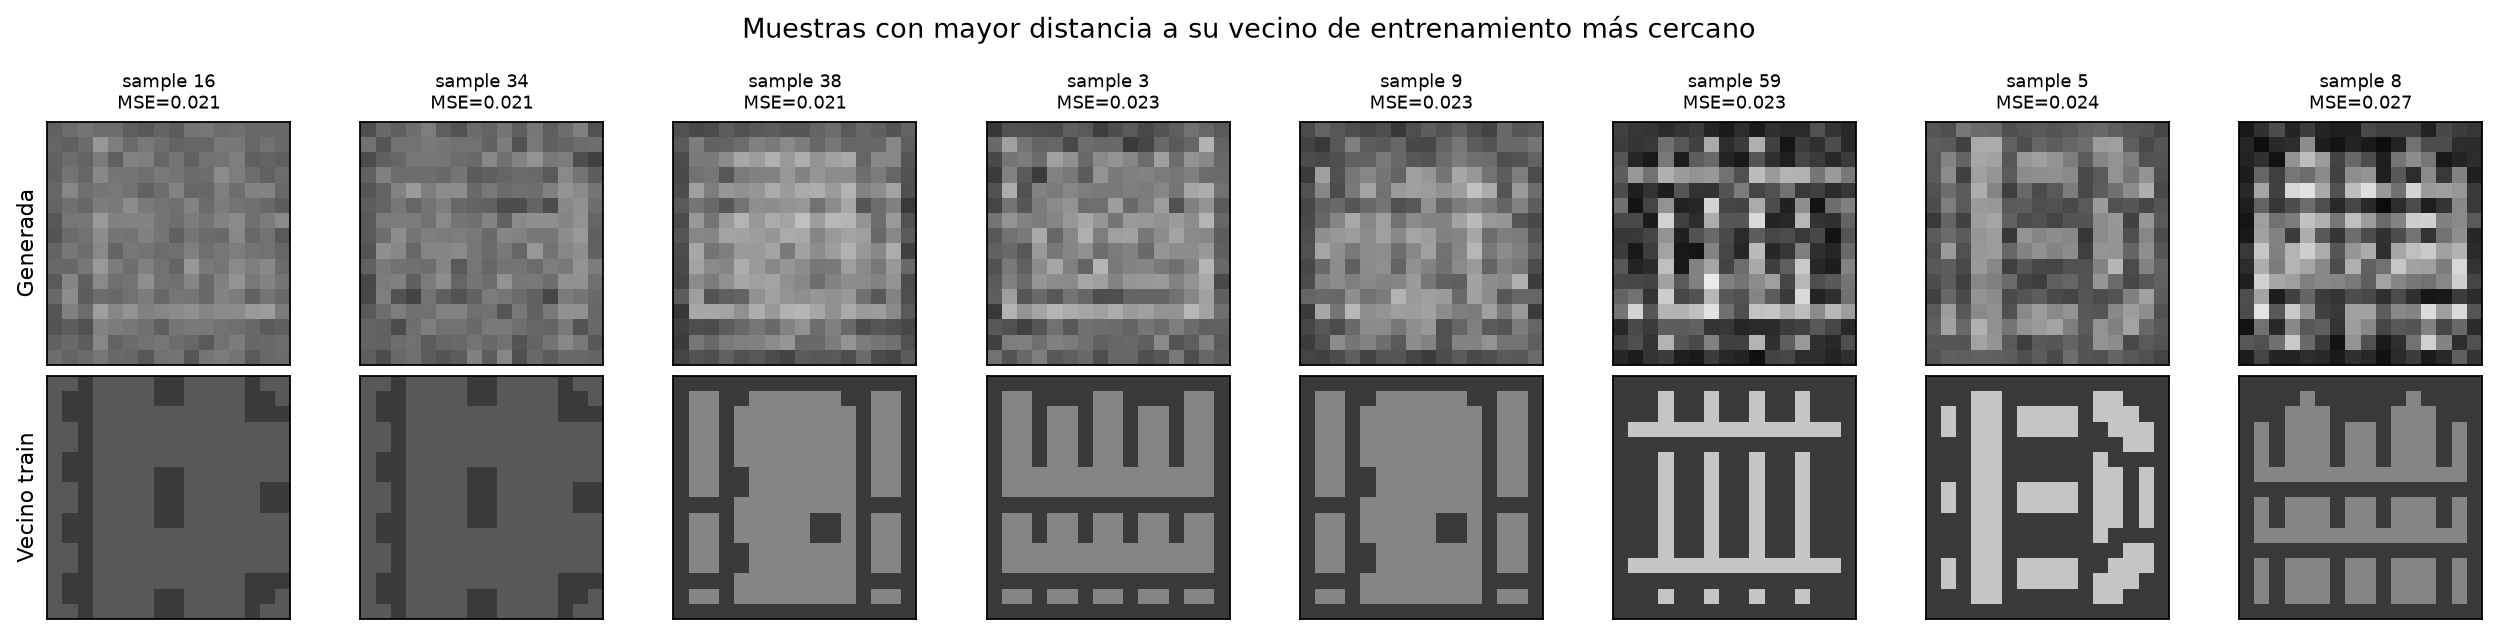 Muestras con mayor distancia a su vecino de entrenamiento más cercano
sample 16
MSE=0.021
sample 34
MSE=0.021
sample 38
MSE=0.021
sample 3
MSE=0.023
sample 9
MSE=0.023
sample 59
MSE=0.023
sample 5
MSE=0.024
sample 8
MSE=0.027
Generada
Vecino train